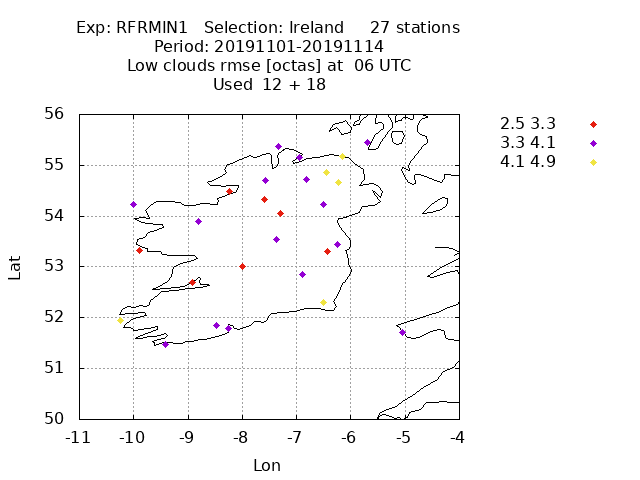 Exp: RFRMIN1 Selection: Ireland 27 stations
Period: 20191101-20191114
Low clouds rmse [octas] at 06 UTC
Used 12 + 18
2.5 3.3
3.3 4.1
4.1 4.9
56
55
54
53
52
51
50
Lat
-11 -10 -9 -8 -7 -6 -5 -4
Lon